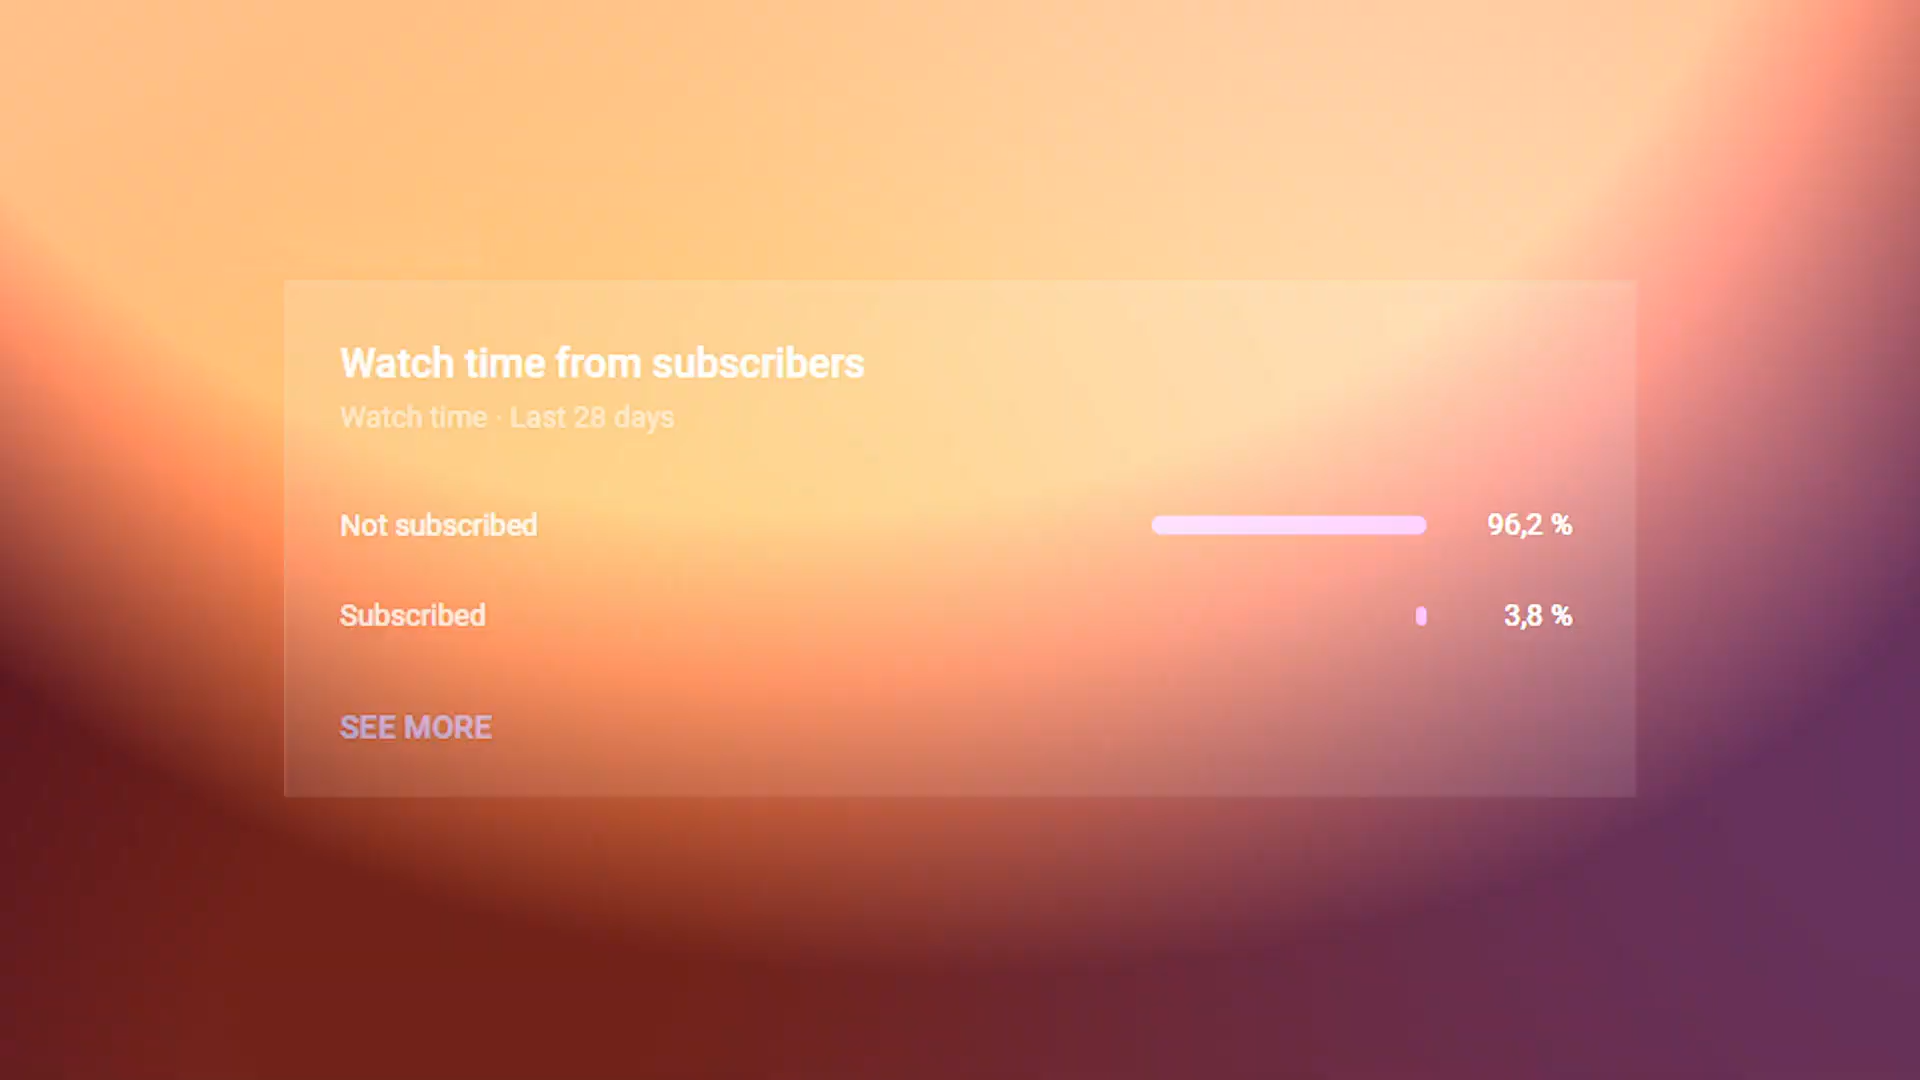 Watch time from subscribers
Watch time · Last 28 days
Not subscribed 96,2 %
Subscribed 3,8 %
SEE MORE